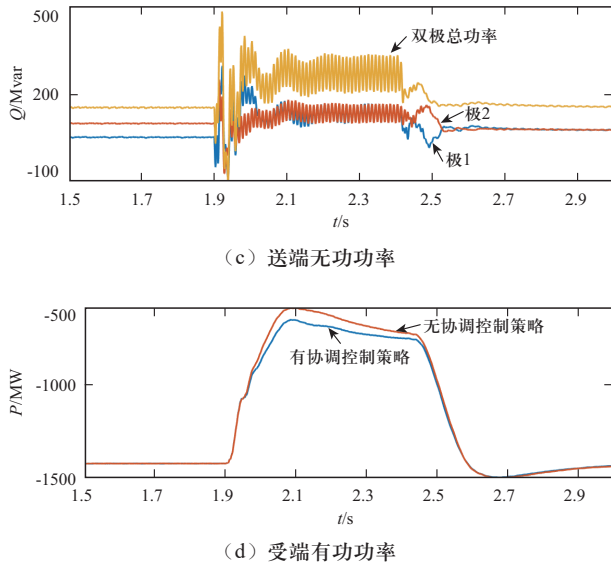 500
双极总功率
Q/Mvar
200
极2
极1
-100
1.5 1.7 1.9 2.1 2.3 2.5 2.7 2.9
t/s
（c）送端无功功率
-500
无协调控制策略
有协调控制策略
P/MW
-1000
-1500
1.5 1.7 1.9 2.1 2.3 2.5 2.7 2.9
t/s
（d）受端有功功率